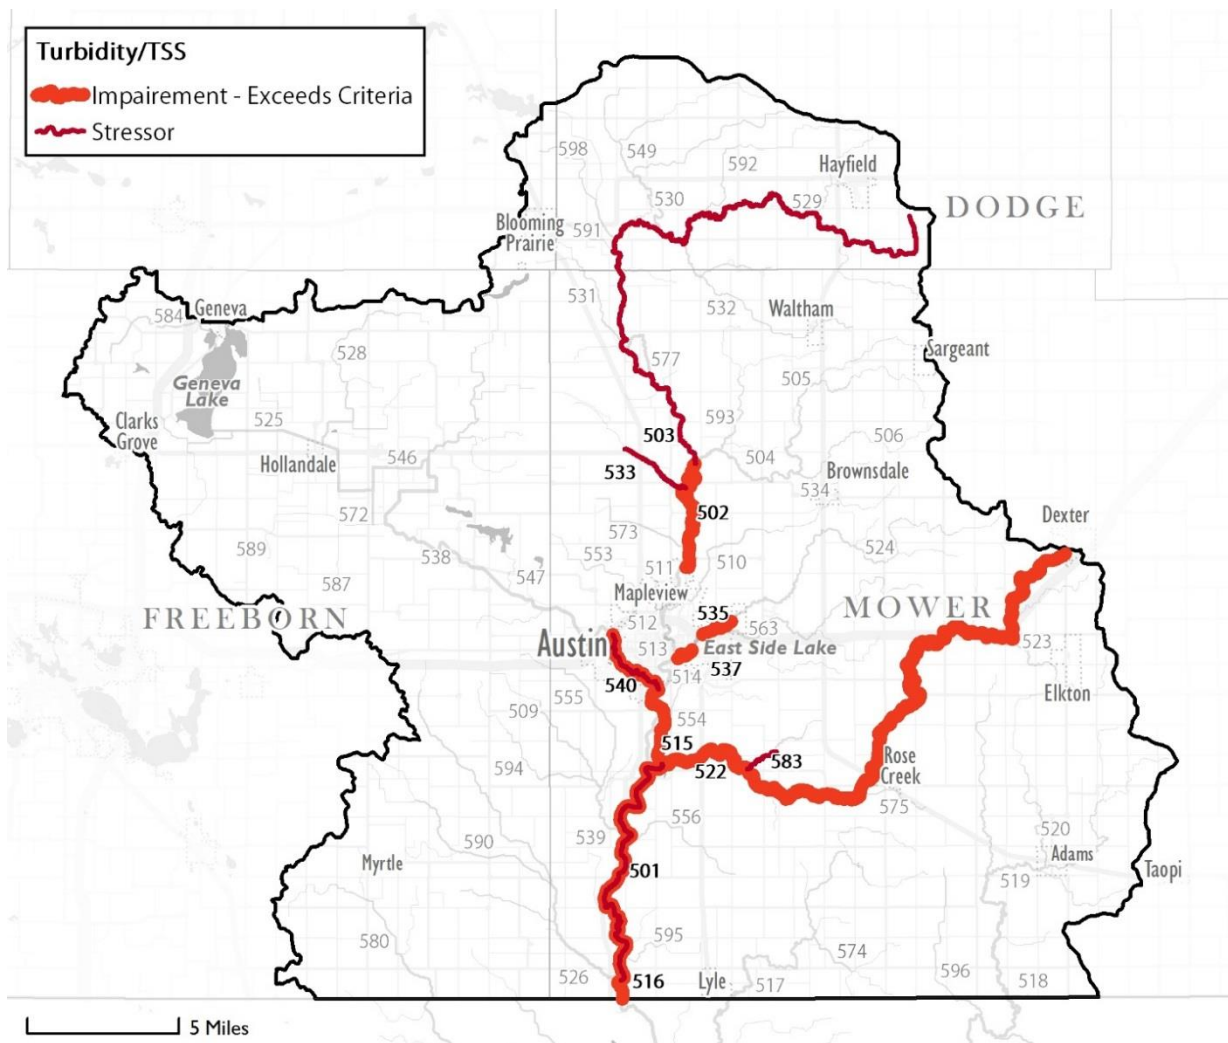 Turbidity/TSS
Impairement - Exceeds Criteria
Stressor
598
549
592
Hayfield
530
529
DODGE
Blooming
Prairie
591
531
532
Waltham
584
Geneva
528
577
Sargeant
Geneva
Lake
505
Clarks
Grove
525
593
Hollandale
546
503
506
533
504
Brownsdale
534
502
Dexter
572
573
553
524
589
538
547
511
510
587
Mapleview
FREEBORN
512
535
563
MOWER
Austin
513
East Side Lake
523
514
537
540
Elkton
555
509
554
515
522
583
Rose
Creek
594
575
556
539
590
520
Myrtle
501
Adams
Taopi
519
595
580
574
526
516
Lyle
517
596
518
5 Miles